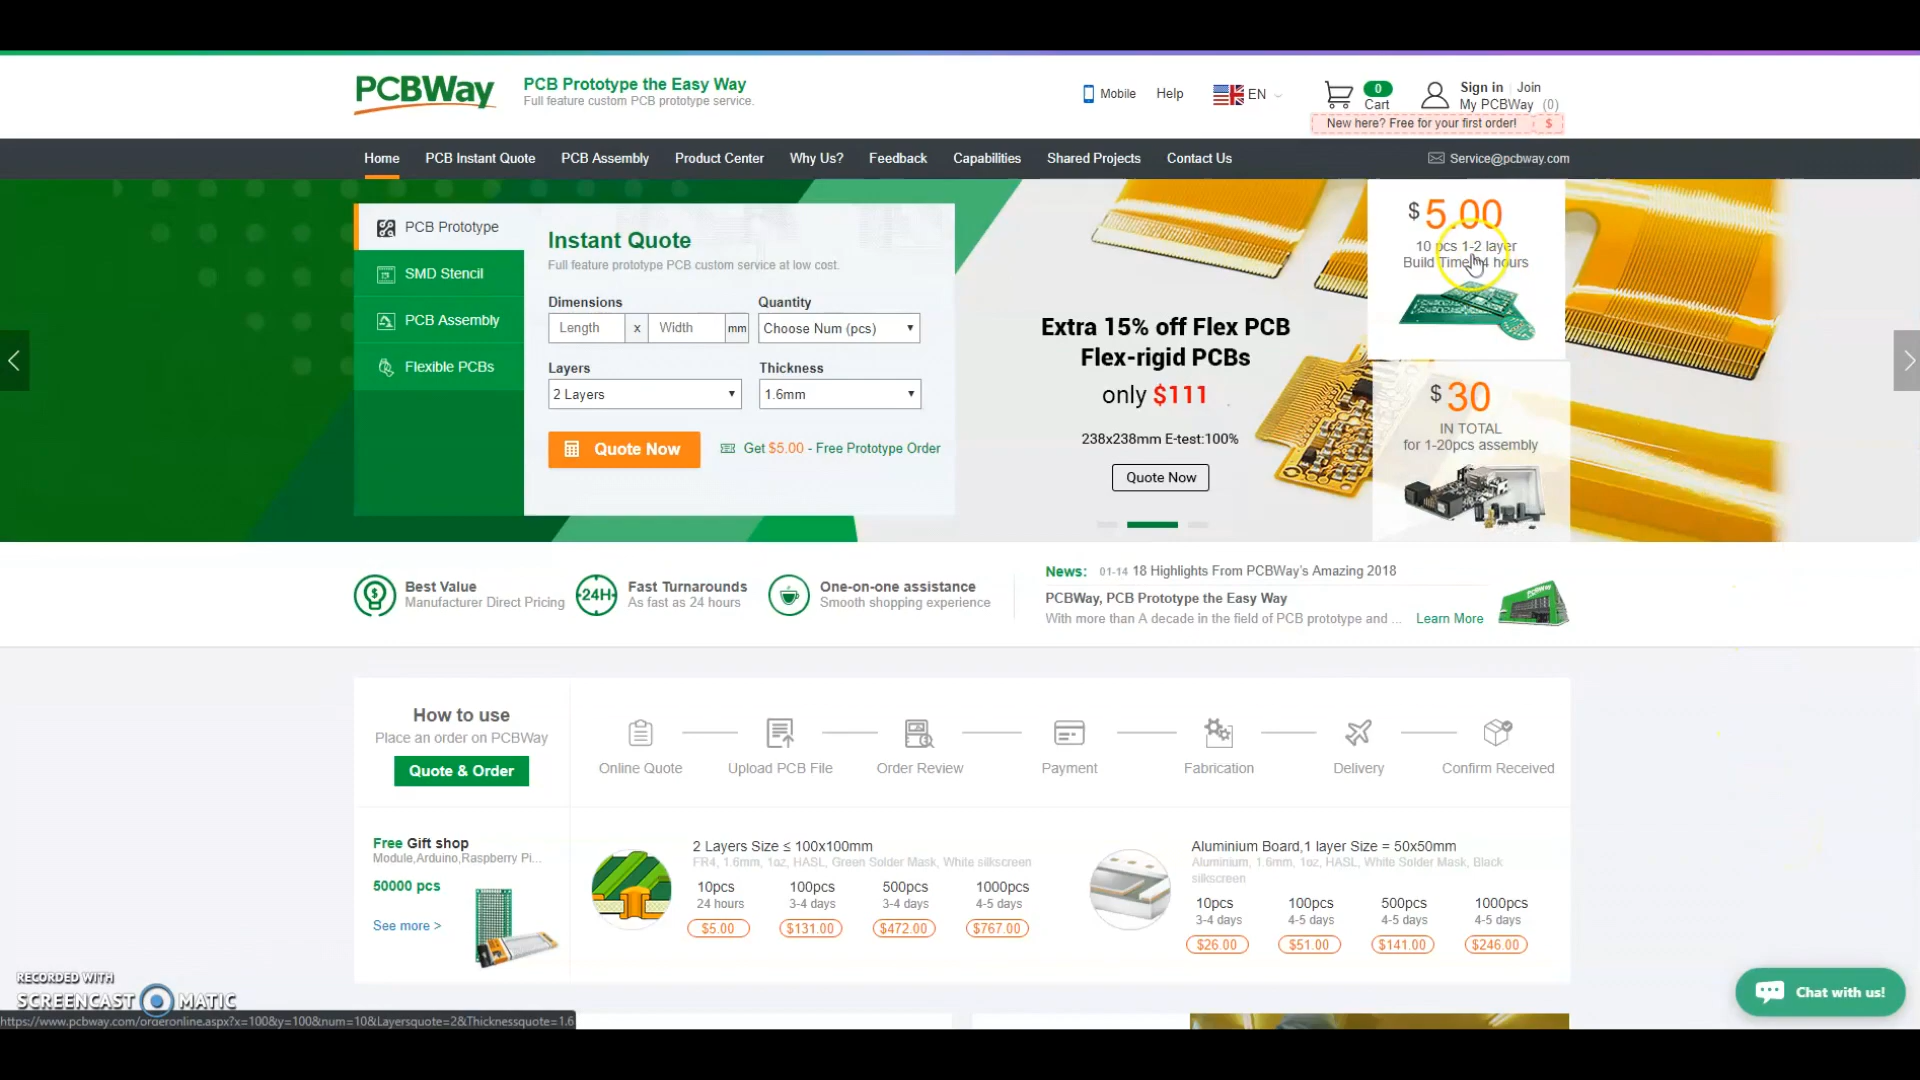 PCBWay
PCB Prototype the Easy Way
Full feature custom PCB prototype service.
Mobile
Help
EN
0
Cart
Sign in | Join
My PCBWay (0)
New here? Free for your first order! $
Home
PCB Instant Quote
PCB Assembly
Product Center
Why Us?
Feedback
Capabilities
Shared Projects
Contact Us
Service@pcbway.com
PCB Prototype
SMD Stencil
PCB Assembly
Flexible PCBs
Instant Quote
Full feature prototype PCB custom service at low cost.
Dimensions
Quantity
Length x Width mm
Choose Num (pcs)
Layers
Thickness
2 Layers
1.6mm
Quote Now
Get $5.00 - Free Prototype Order
Extra 15% off Flex PCB
Flex-rigid PCBs
only $111
238x238mm E-test:100%
Quote Now
$5.00
10 pcs 1-2 layer
Build Time 4 hours
$30
IN TOTAL
for 1-20pcs assembly
Best Value
Manufacturer Direct Pricing
24H
Fast Turnarounds
As fast as 24 hours
One-on-one assistance
Smooth shopping experience
News: 01-14 18 Highlights From PCBWay's Amazing 2018
PCBWay, PCB Prototype the Easy Way
With more than A decade in the field of PCB prototype and ... Learn More
PCBWay
How to use
Place an order on PCBWay
Quote & Order
Online Quote
Upload PCB File
Order Review
Payment
Fabrication
Delivery
Confirm Received
Free Gift shop
Module,Arduino,Raspberry Pi...
50000 pcs
See more >
2 Layers Size ≤ 100x100mm
FR4, 1.6mm, 1oz, HASL, Green Solder Mask, White silkscreen
10pcs 100pcs 500pcs 1000pcs
24 hours 3-4 days 3-4 days 4-5 days
$5.00 $131.00 $472.00 $767.00
Aluminium Board,1 layer Size = 50x50mm
Aluminium, 1.6mm, 1oz, HASL, White Solder Mask, Black
silkscreen
10pcs 100pcs 500pcs 1000pcs
3-4 days 4-5 days 4-5 days 4-5 days
$26.00 $51.00 $141.00 $246.00
RECORDED WITH
SCREENCAST MATIC
Chat with us!
https://www.pcbway.com/orderonline.aspx?x=100&y=100&num=10&Layersquote=2&Thicknessquote=1.6